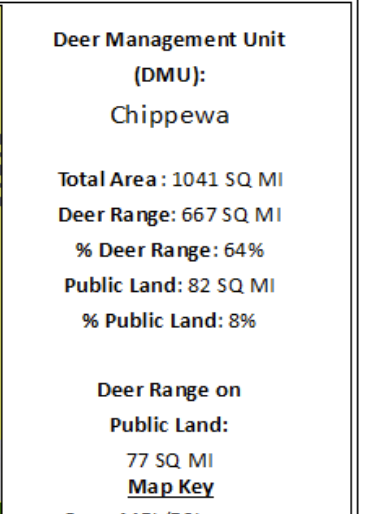 Deer Management Unit
(DMU):
Chippewa
Total Area : 1041 SQ MI
Deer Range: 667 SQ MI
% Deer Range: 64%
Public Land: 82 SQ MI
% Public Land: 8%
Deer Range on
Public Land:
77 SQ MI
Map Key